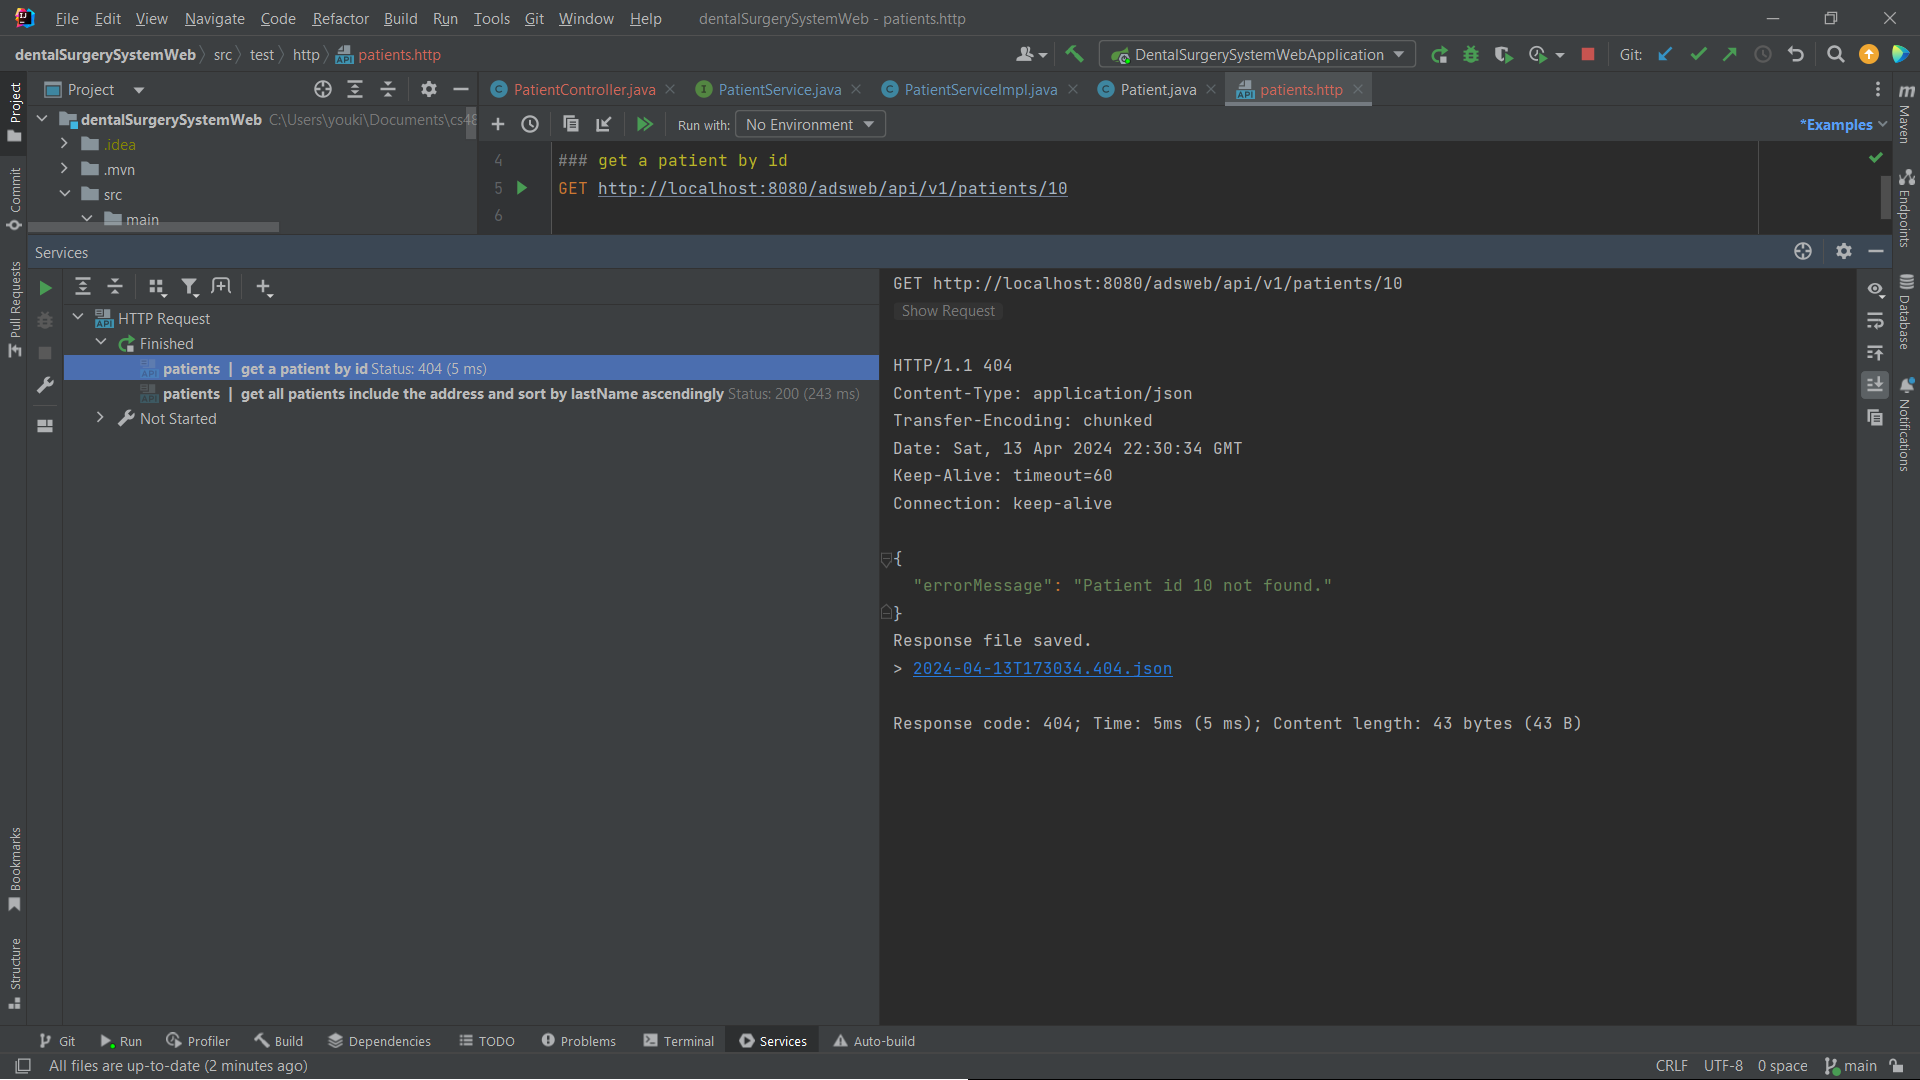 File Edit View Navigate Code Refactor Build Run Tools Git Window Help dentalSurgerySystemWeb - patients.http
dentalSurgerySystemWeb src test http patients.http DentalSurgerySystemWebApplication Git:
Project PatientController.java PatientService.java PatientServiceImpl.java Patient.java patients.http
dentalSurgerySystemWeb C:\Users\youki\Documents\cs48
Run with: No Environment *Examples
.idea
.mvn
src
main
4 ### get a patient by id
5 GET http://localhost:8080/adsweb/api/v1/patients/10
6
Services
HTTP Request
Finished
patients | get a patient by id Status: 404 (5 ms)
patients | get all patients include the address and sort by lastName ascendingly Status: 200 (243 ms)
Not Started
GET http://localhost:8080/adsweb/api/v1/patients/10
Show Request
HTTP/1.1 404
Content-Type: application/json
Transfer-Encoding: chunked
Date: Sat, 13 Apr 2024 22:30:34 GMT
Keep-Alive: timeout=60
Connection: keep-alive
{
"errorMessage": "Patient id 10 not found."
}
Response file saved.
> 2024-04-13T173034.404.json
Response code: 404; Time: 5ms (5 ms); Content length: 43 bytes (43 B)
Project
Commit
Pull Requests
Bookmarks
Structure
Maven
Endpoints
Database
Notifications
Git Run Profiler Build Dependencies TODO Problems Terminal Services Auto-build
All files are up-to-date (2 minutes ago) CRLF UTF-8 0 space main